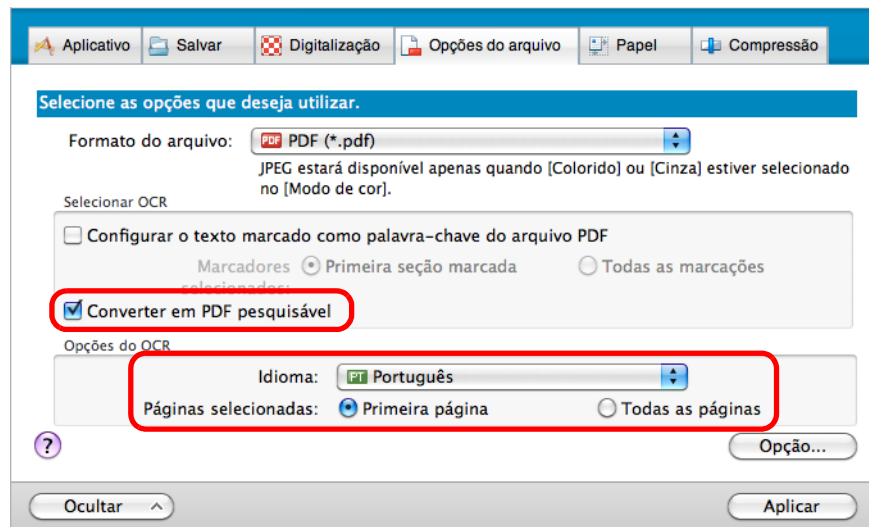 Aplicativo Salvar Digitalização Opções do arquivo Papel Compressão
Selecione as opções que deseja utilizar.
Formato do arquivo: PDF PDF (*.pdf)
JPEG estará disponível apenas quando [Colorido] ou [Cinza] estiver selecionado
no [Modo de cor].
Selecionar OCR
Configurar o texto marcado como palavra-chave do arquivo PDF
Marcadores Primeira seção marcada Todas as marcações
selecionados:
Converter em PDF pesquisável
Opções do OCR
Idioma: PT Português
Páginas selecionadas: Primeira página Todas as páginas
? Opção...
Ocultar Aplicar